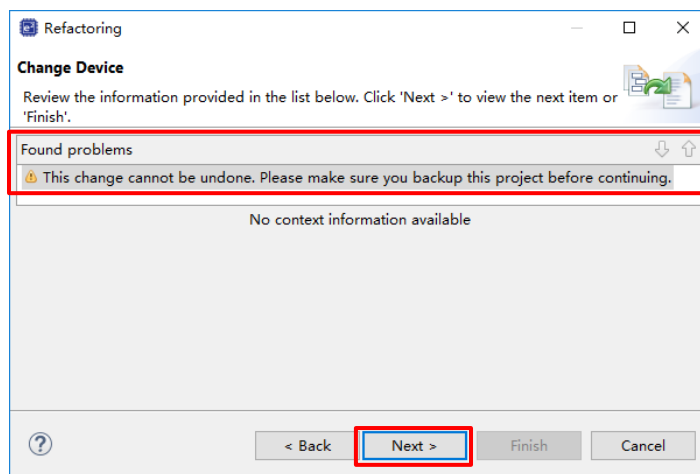 Refactoring
Change Device
Review the information provided in the list below. Click 'Next >' to view the next item or
'Finish'.
Found problems
This change cannot be undone. Please make sure you backup this project before continuing.
No context information available
?
< Back
Next >
Finish
Cancel